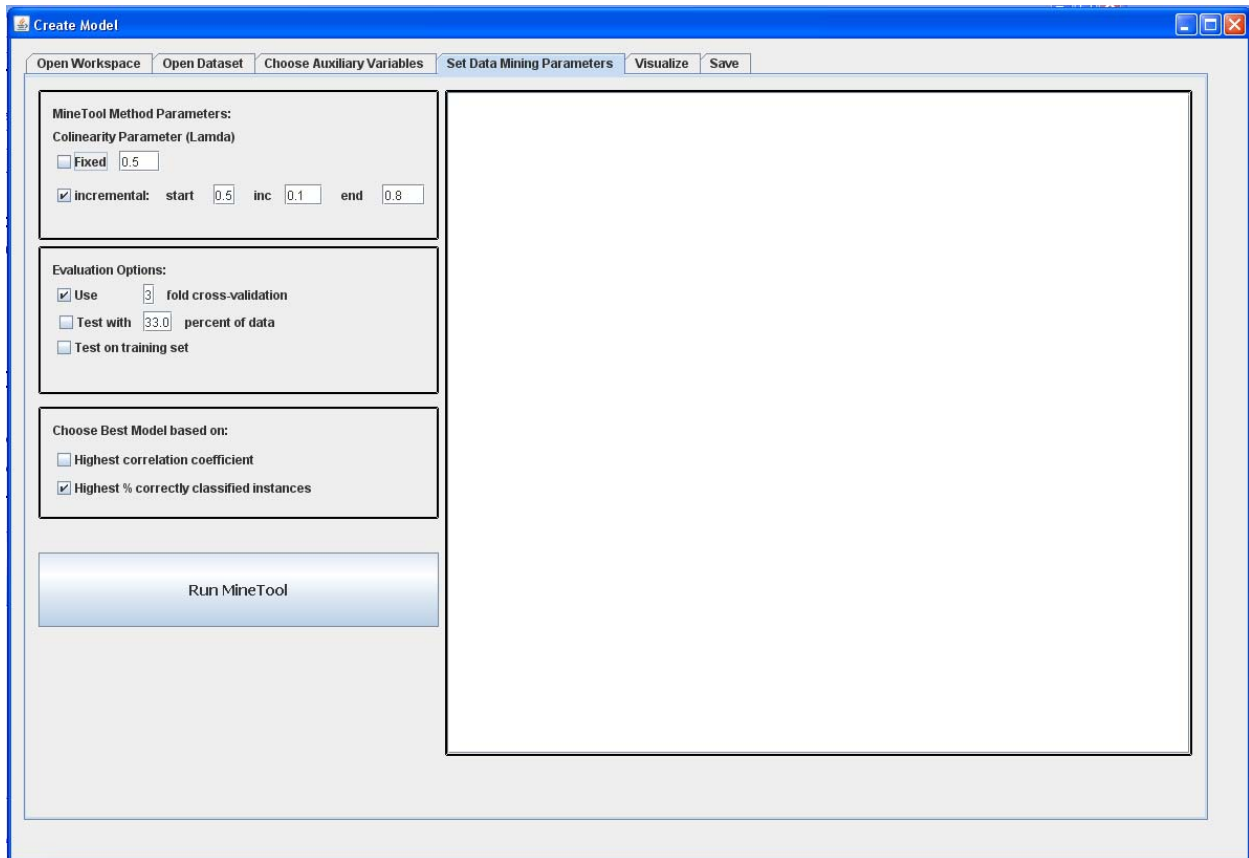 Create Model
Open Workspace Open Dataset Choose Auxiliary Variables Set Data Mining Parameters Visualize Save
MineTool Method Parameters:
Colinearity Parameter (Lamda)
Fixed 0.5
incremental: start 0.5 inc 0.1 end 0.8
Evaluation Options:
Use 3 fold cross-validation
Test with 33.0 percent of data
Test on training set
Choose Best Model based on:
Highest correlation coefficient
Highest % correctly classified instances
Run MineTool